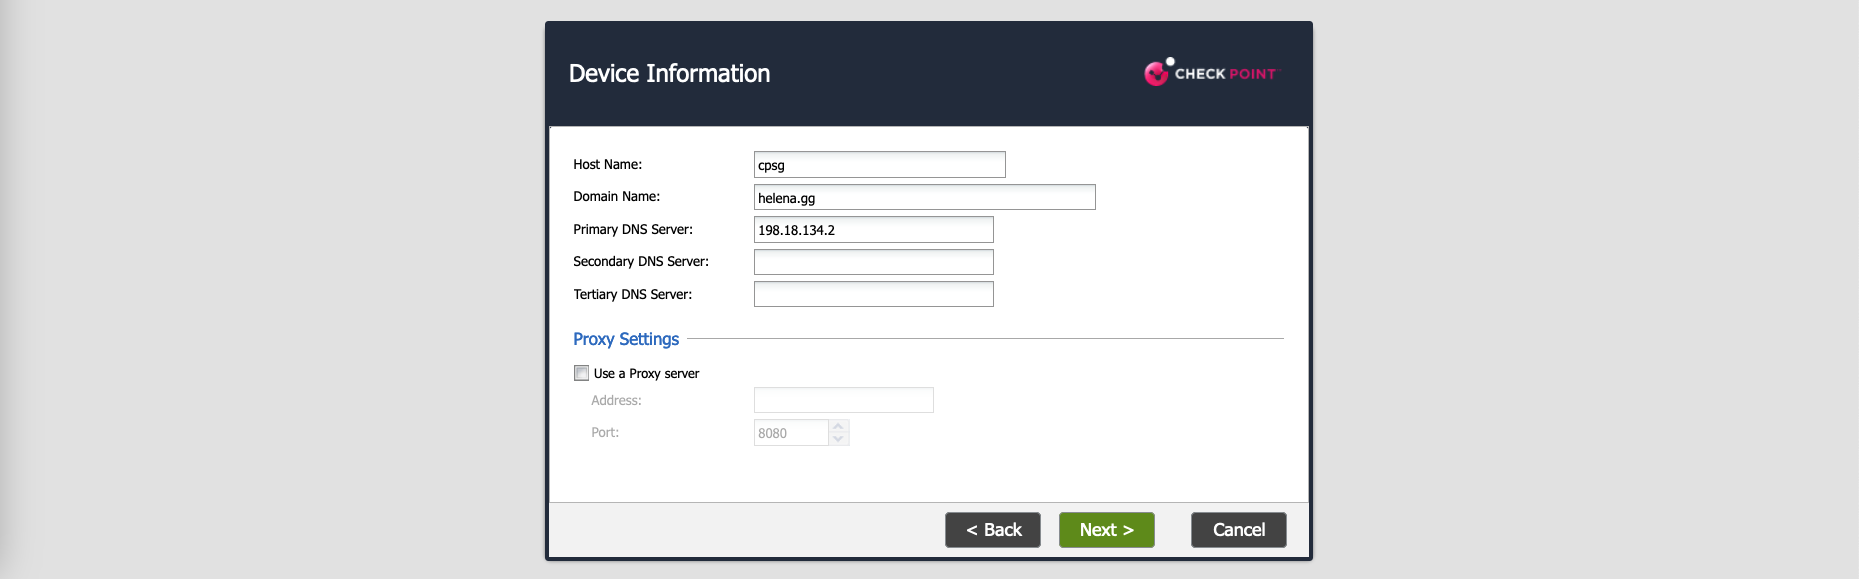 Device Information
CHECK POINT
Host Name: cpsg
Domain Name: helena.gg
Primary DNS Server: 198.18.134.2
Secondary DNS Server:
Tertiary DNS Server:
Proxy Settings
Use a Proxy server
Address:
Port: 8080
< Back Next > Cancel